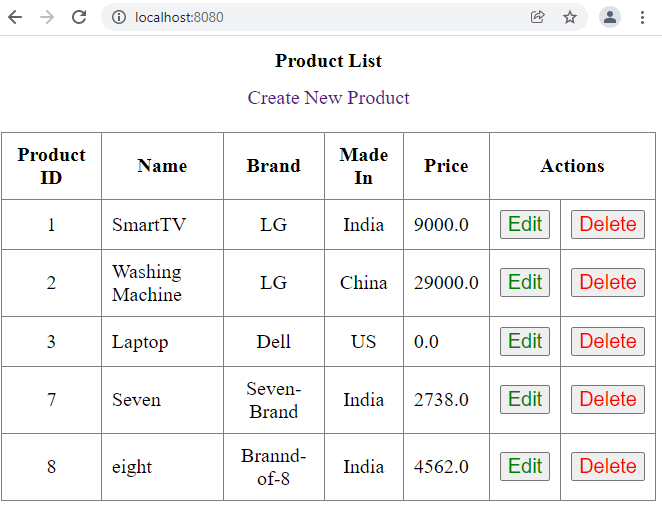 localhost:8080
Product List
Create New Product
Product ID Name Brand Made In Price Actions
1 SmartTV LG India 9000.0 Edit Delete
2 Washing Machine LG China 29000.0 Edit Delete
3 Laptop Dell US 0.0 Edit Delete
7 Seven Seven-Brand India 2738.0 Edit Delete
8 eight Brannd-of-8 India 4562.0 Edit Delete